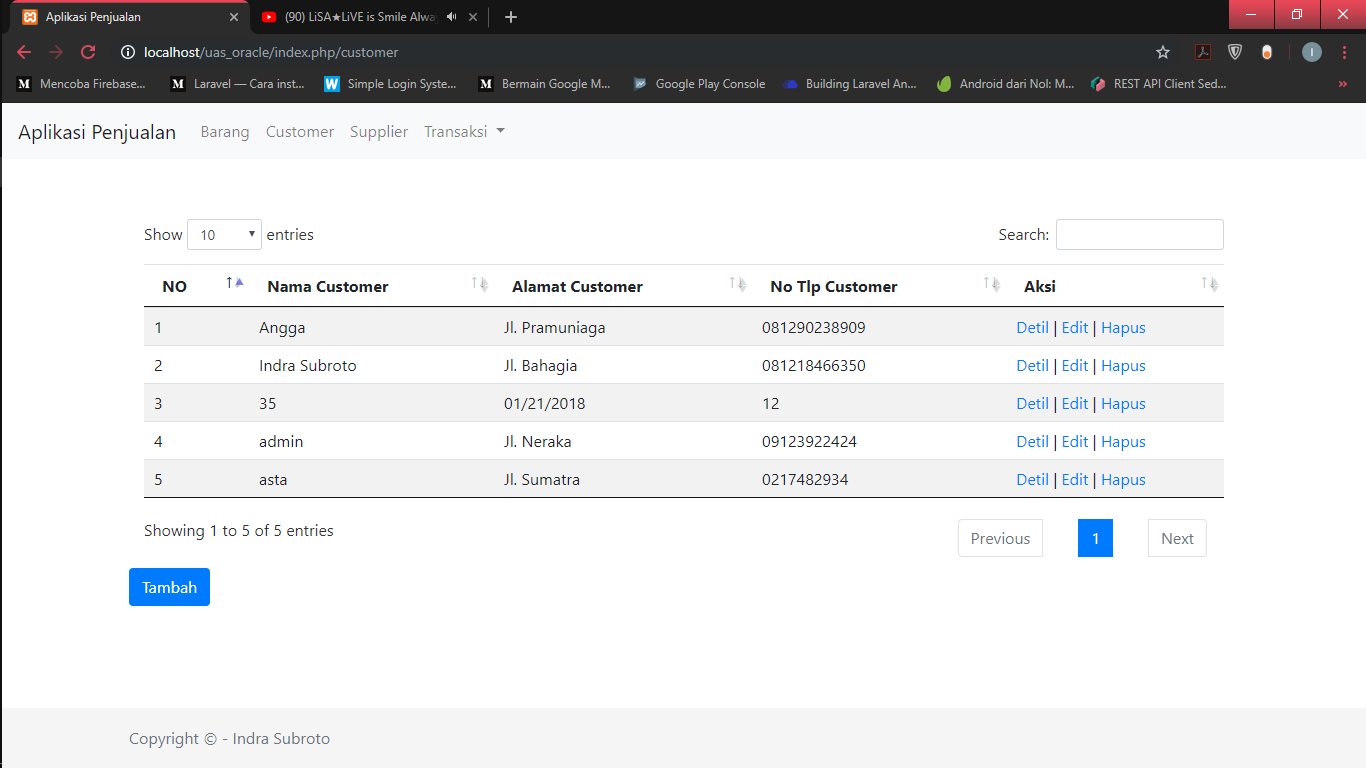 Aplikasi Penjualan
(90) LiSA★LiVE is Smile Alwa
localhost/uas_oracle/index.php/customer
I
M Mencoba Firebase...
M Laravel — Cara inst...
W Simple Login Syste...
M Bermain Google M...
Google Play Console
Building Laravel An...
Android dari Nol: M...
REST API Client Sed...
»
Aplikasi Penjualan Barang Customer Supplier Transaksi
Show 10 entries Search:
NO Nama Customer Alamat Customer No Tlp Customer Aksi
1 Angga Jl. Pramuniaga 081290238909 Detil | Edit | Hapus
2 Indra Subroto Jl. Bahagia 081218466350 Detil | Edit | Hapus
3 35 01/21/2018 12 Detil | Edit | Hapus
4 admin Jl. Neraka 09123922424 Detil | Edit | Hapus
5 asta Jl. Sumatra 0217482934 Detil | Edit | Hapus
Showing 1 to 5 of 5 entries Previous 1 Next
Tambah
Copyright © - Indra Subroto